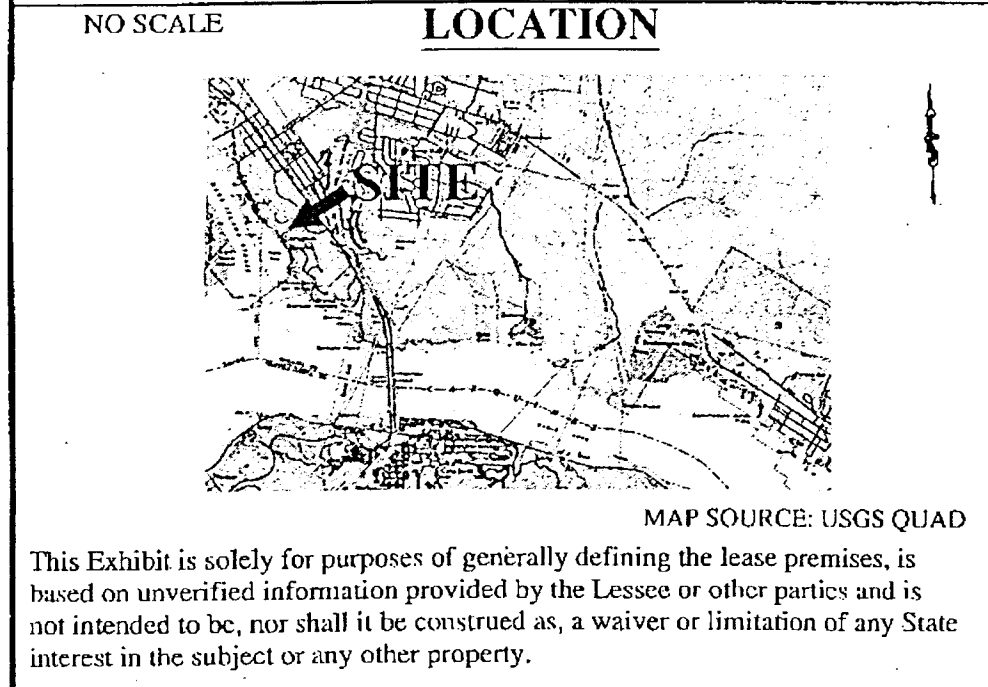 NO SCALE
LOCATION
SITE
MAP SOURCE: USGS QUAD
This Exhibit is solely for purposes of generally defining the lease premises, is
based on unverified information provided by the Lessee or other parties and is
not intended to be, nor shall it be construed as, a waiver or limitation of any State
interest in the subject or any other property.